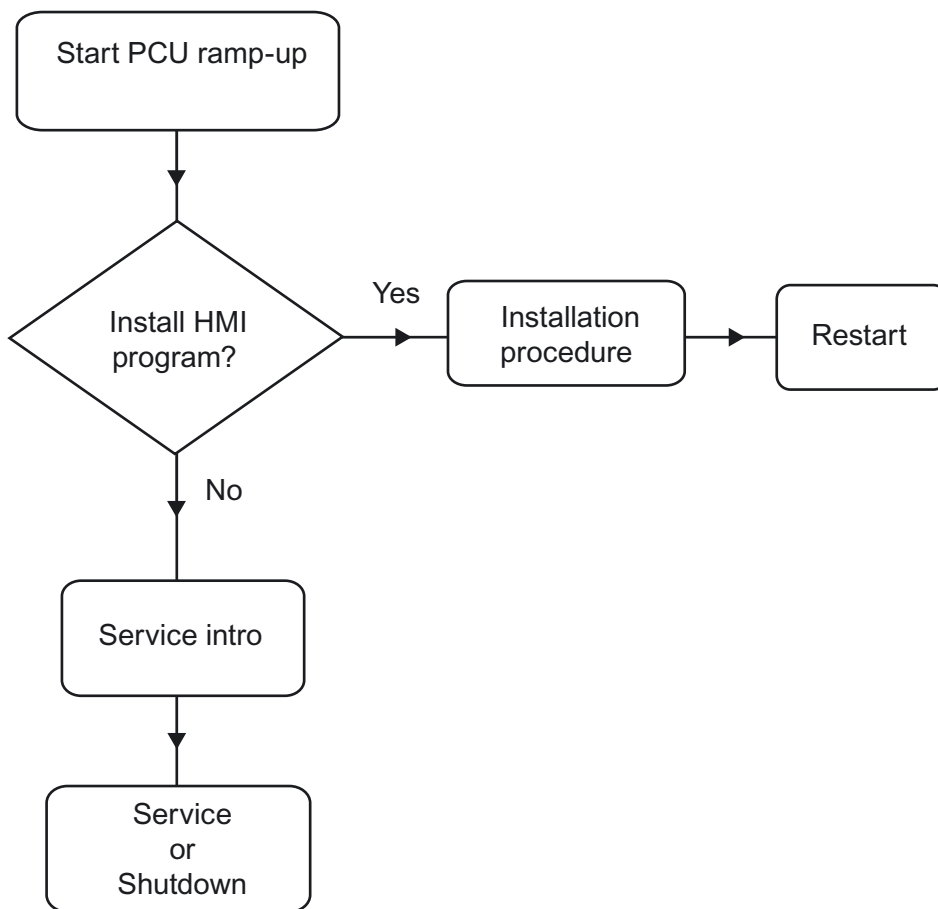 Start PCU ramp-up
Install HMI
program?
Yes
Installation
procedure
Restart
No
Service intro
Service
or
Shutdown